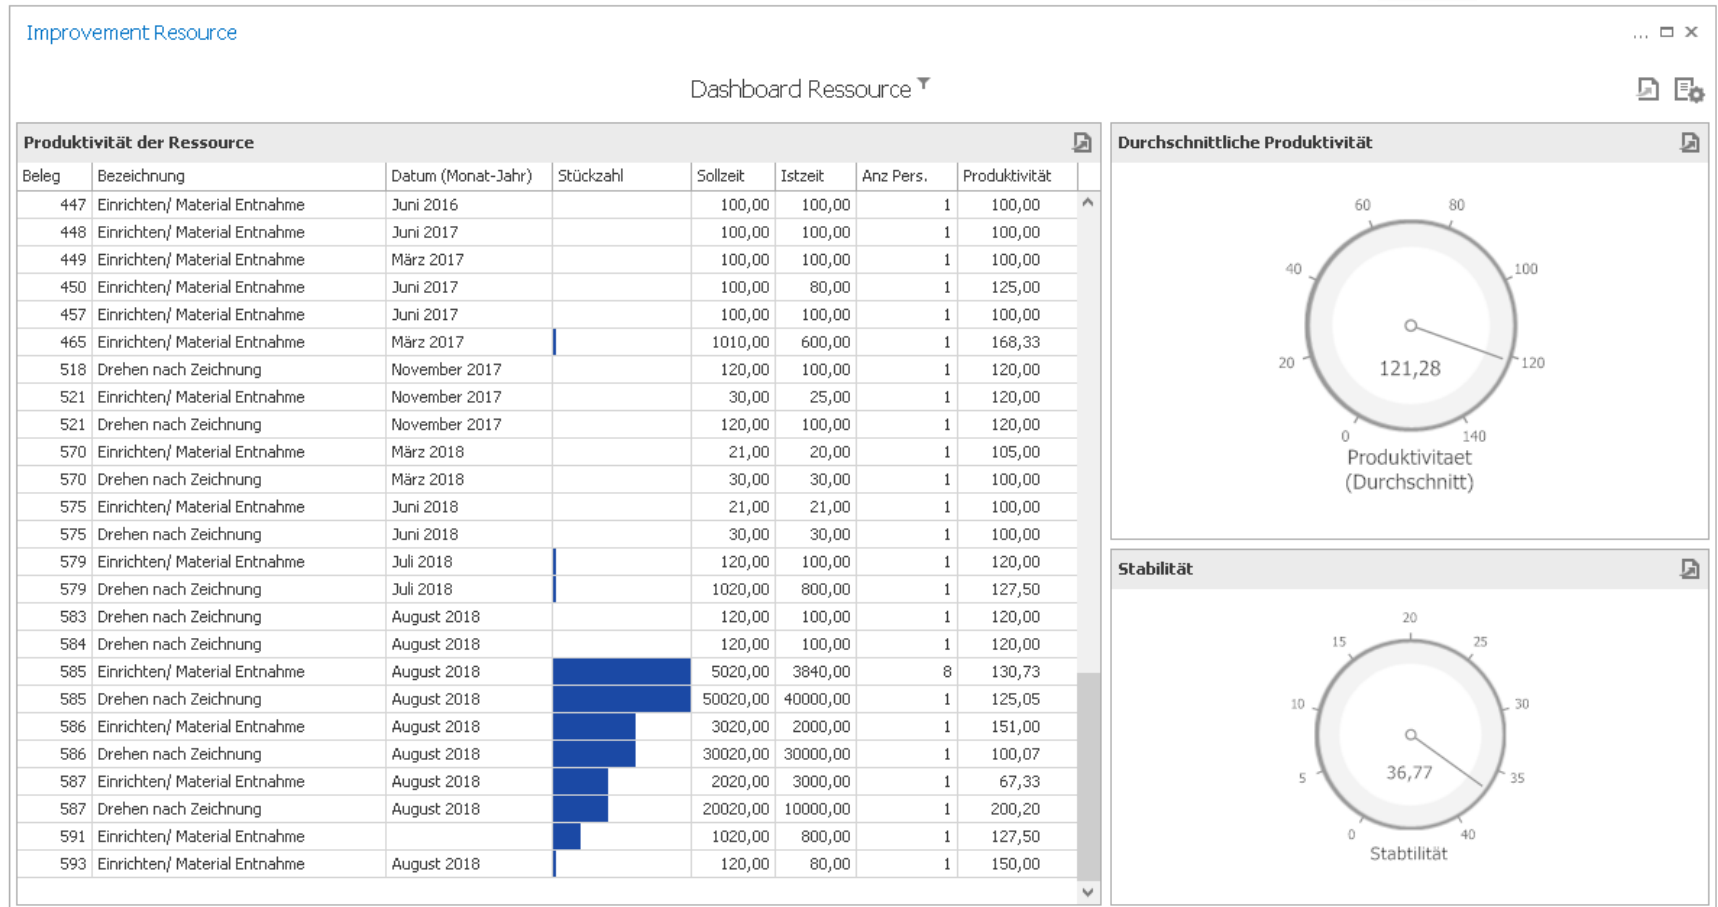 Improvement Resource
...
Dashboard Ressource
Produktivität der Ressource
Beleg Bezeichnung Datum (Monat-Jahr) Stückzahl Sollzeit Istzeit Anz Pers. Produktivität
447 Einrichten/ Material Entnahme Juni 2016 100,00 100,00 1 100,00
448 Einrichten/ Material Entnahme Juni 2017 100,00 100,00 1 100,00
449 Einrichten/ Material Entnahme März 2017 100,00 100,00 1 100,00
450 Einrichten/ Material Entnahme Juni 2017 100,00 80,00 1 125,00
457 Einrichten/ Material Entnahme Juni 2017 100,00 100,00 1 100,00
465 Einrichten/ Material Entnahme März 2017 1010,00 600,00 1 168,33
518 Drehen nach Zeichnung November 2017 120,00 100,00 1 120,00
521 Einrichten/ Material Entnahme November 2017 30,00 25,00 1 120,00
521 Drehen nach Zeichnung November 2017 120,00 100,00 1 120,00
570 Einrichten/ Material Entnahme März 2018 21,00 20,00 1 105,00
570 Drehen nach Zeichnung März 2018 30,00 30,00 1 100,00
575 Einrichten/ Material Entnahme Juni 2018 21,00 21,00 1 100,00
575 Drehen nach Zeichnung Juni 2018 30,00 30,00 1 100,00
579 Einrichten/ Material Entnahme Juli 2018 120,00 100,00 1 120,00
579 Drehen nach Zeichnung Juli 2018 1020,00 800,00 1 127,50
583 Drehen nach Zeichnung August 2018 120,00 100,00 1 120,00
584 Drehen nach Zeichnung August 2018 120,00 100,00 1 120,00
585 Einrichten/ Material Entnahme August 2018 5020,00 3840,00 8 130,73
585 Drehen nach Zeichnung August 2018 50020,00 40000,00 1 125,05
586 Einrichten/ Material Entnahme August 2018 3020,00 2000,00 1 151,00
586 Drehen nach Zeichnung August 2018 30020,00 30000,00 1 100,07
587 Einrichten/ Material Entnahme August 2018 2020,00 3000,00 1 67,33
587 Drehen nach Zeichnung August 2018 20020,00 10000,00 1 200,20
591 Einrichten/ Material Entnahme 1020,00 800,00 1 127,50
593 Einrichten/ Material Entnahme August 2018 120,00 80,00 1 150,00
Durchschnittliche Produktivität
60 80
40 100
20 120
121,28
0 140
Produktivitaet
(Durchschnitt)
Stabilität
20
15 25
10 30
5 35
36,77
0 40
Stabtilität